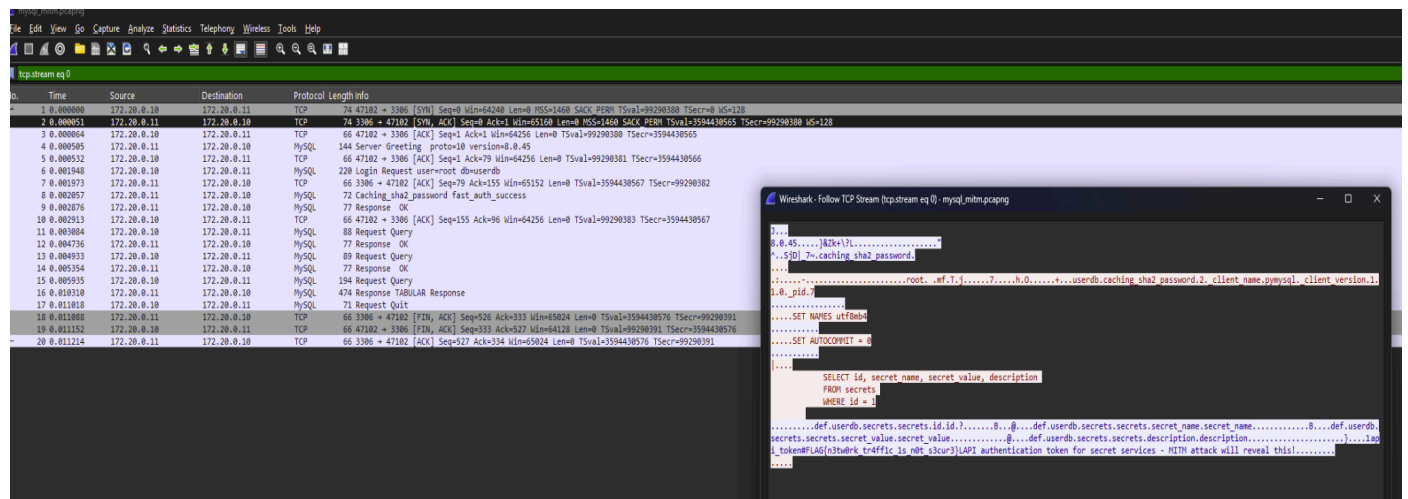 mysql_mitm.pcapng
File Edit View Go Capture Analyze Statistics Telephony Wireless Tools Help
tcp.stream eq 0
No. Time Source Destination Protocol Length Info
1 0.000000 172.20.0.10 172.20.0.11 TCP 74 47102 → 3306 [SYN] Seq=0 Win=64240 Len=0 MSS=1460 SACK_PERM TSval=99290380 TSecr=0 WS=128
2 0.000051 172.20.0.11 172.20.0.10 TCP 74 3306 → 47102 [SYN, ACK] Seq=0 Ack=1 Win=65160 Len=0 MSS=1460 SACK_PERM TSval=3594430565 TSecr=99290380 WS=128
3 0.000064 172.20.0.10 172.20.0.11 TCP 66 47102 → 3306 [ACK] Seq=1 Ack=1 Win=64256 Len=0 TSval=99290380 TSecr=3594430565
4 0.000505 172.20.0.11 172.20.0.10 MySQL 144 Server Greeting proto=10 version=8.0.45
5 0.000532 172.20.0.10 172.20.0.11 TCP 66 47102 → 3306 [ACK] Seq=1 Ack=79 Win=64256 Len=0 TSval=99290381 TSecr=3594430566
6 0.001948 172.20.0.10 172.20.0.11 MySQL 220 Login Request user=root db=userdb
7 0.001973 172.20.0.11 172.20.0.10 TCP 66 3306 → 47102 [ACK] Seq=79 Ack=155 Win=65152 Len=0 TSval=3594430567 TSecr=99290382
8 0.002057 172.20.0.11 172.20.0.10 MySQL 72 Caching_sha2_password fast_auth_success
9 0.002876 172.20.0.11 172.20.0.10 MySQL 77 Response OK
10 0.002913 172.20.0.10 172.20.0.11 TCP 66 47102 → 3306 [ACK] Seq=155 Ack=96 Win=64256 Len=0 TSval=99290383 TSecr=3594430567
11 0.003084 172.20.0.10 172.20.0.11 MySQL 88 Request Query
12 0.004736 172.20.0.11 172.20.0.10 MySQL 77 Response OK
13 0.004933 172.20.0.10 172.20.0.11 MySQL 89 Request Query
14 0.005354 172.20.0.11 172.20.0.10 MySQL 77 Response OK
15 0.005935 172.20.0.10 172.20.0.11 MySQL 194 Request Query
16 0.010310 172.20.0.11 172.20.0.10 MySQL 474 Response TABULAR Response
17 0.011018 172.20.0.10 172.20.0.11 MySQL 71 Request Quit
18 0.011088 172.20.0.11 172.20.0.10 TCP 66 3306 → 47102 [FIN, ACK] Seq=526 Ack=333 Win=65024 Len=0 TSval=3594430576 TSecr=99290391
19 0.011152 172.20.0.10 172.20.0.11 TCP 66 47102 → 3306 [FIN, ACK] Seq=333 Ack=527 Win=64128 Len=0 TSval=99290391 TSecr=3594430576
20 0.011214 172.20.0.11 172.20.0.10 TCP 66 3306 → 47102 [ACK] Seq=527 Ack=334 Win=65024 Len=0 TSval=3594430576 TSecr=99290391
Wireshark · Follow TCP Stream (tcp.stream eq 0) · mysql_mitm.pcapng
J...
8.0.45.....}&Zk+\?L..................."
^..SjD|_7~.caching_sha2_password.
....
.:.....-.......................root. .mf.T.j......7.....h.O......+...userdb.caching_sha2_password.2._client_name.pymysql._client_version.1.
1.0._pid.7
................
.....SET NAMES utf8mb4
...........
.....SET AUTOCOMMIT = 0
...........
|....
SELECT id, secret_name, secret_value, description
FROM secrets
WHERE id = 1
..........def.userdb.secrets.secrets.id.id.?.......B...@....def.userdb.secrets.secrets.secret_name.secret_name.............B....def.userdb.
secrets.secrets.secret_value.secret_value.............@....def.userdb.secrets.secrets.description.description......................}....1ap
i_token#FLAG{n3tw0rk_tr4ff1c_1s_n0t_s3cur3}LAPI authentication token for secret services - MITM attack will reveal this!.........
.....